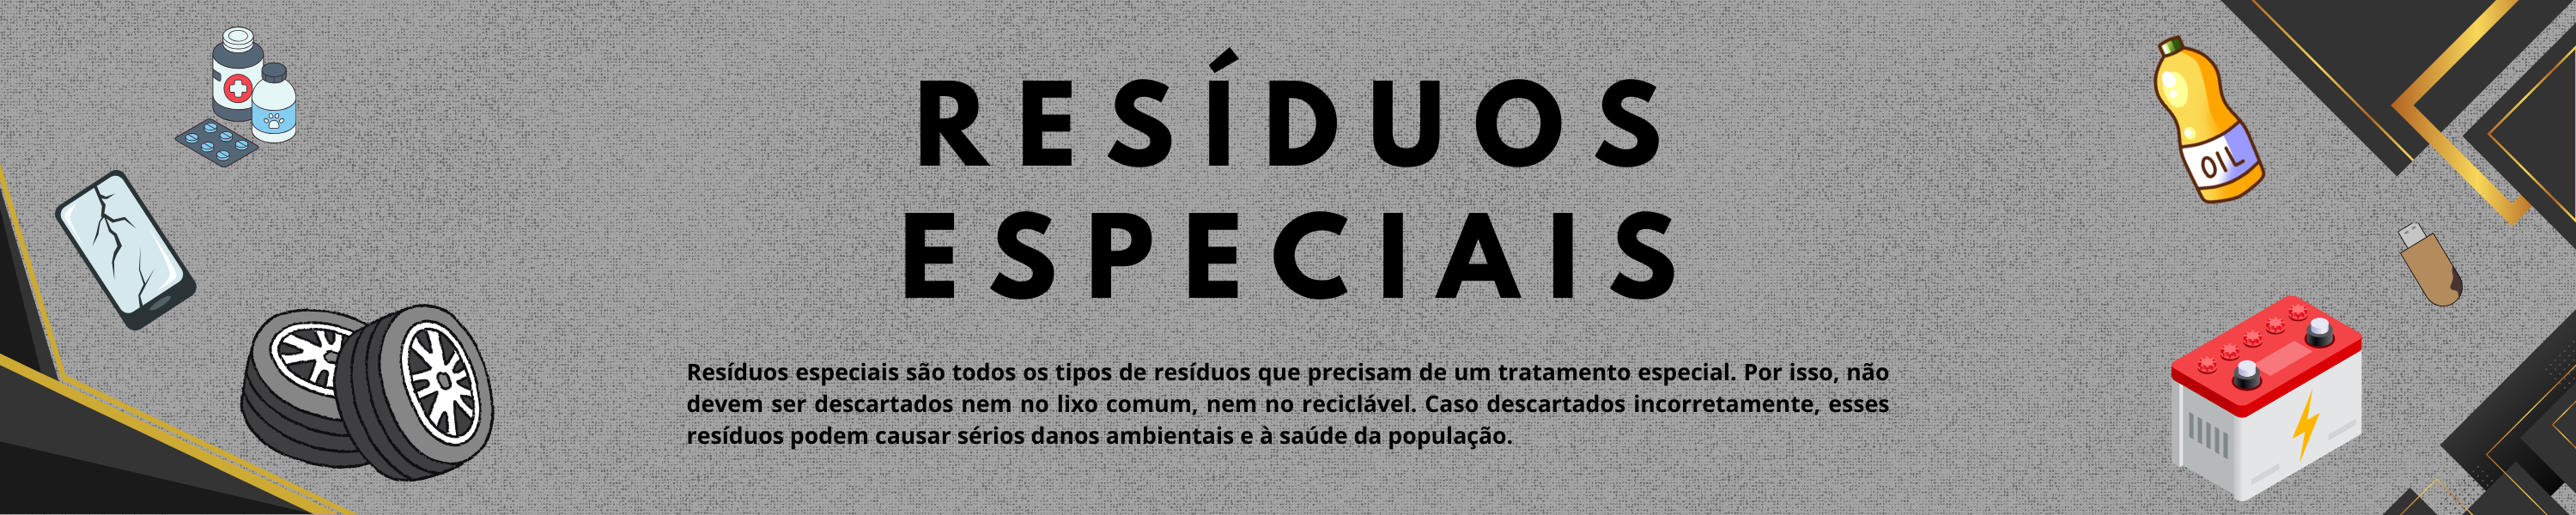 RESÍDUOS
ESPECIAIS
Resíduos especiais são todos os tipos de resíduos que precisam de um tratamento especial. Por isso, não
devem ser descartados nem no lixo comum, nem no reciclável. Caso descartados incorretamente, esses
resíduos podem causar sérios danos ambientais e à saúde da população.
OIL